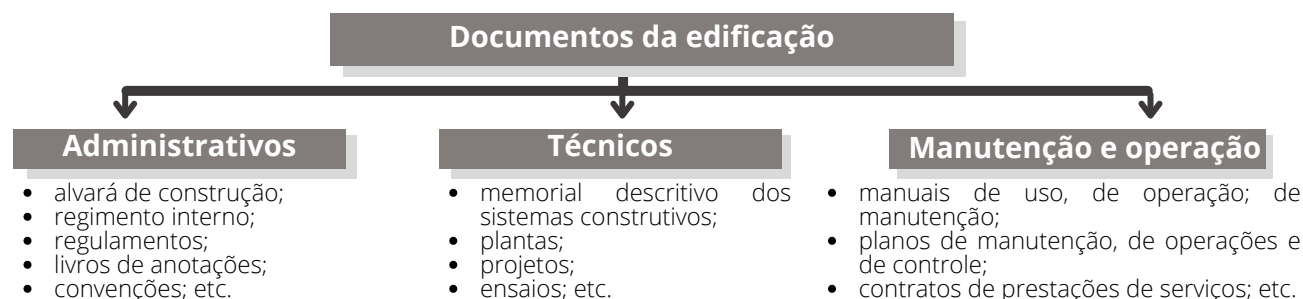 Documentos da edificação
Administrativos
• alvará de construção;
• regimento interno;
• regulamentos;
• livros de anotações;
• convenções; etc.
Técnicos
• memorial descritivo dos
sistemas construtivos;
• plantas;
• projetos;
• ensaios; etc.
Manutenção e operação
• manuais de uso, de operação; de
manutenção;
• planos de manutenção, de operações e
de controle;
• contratos de prestações de serviços; etc.